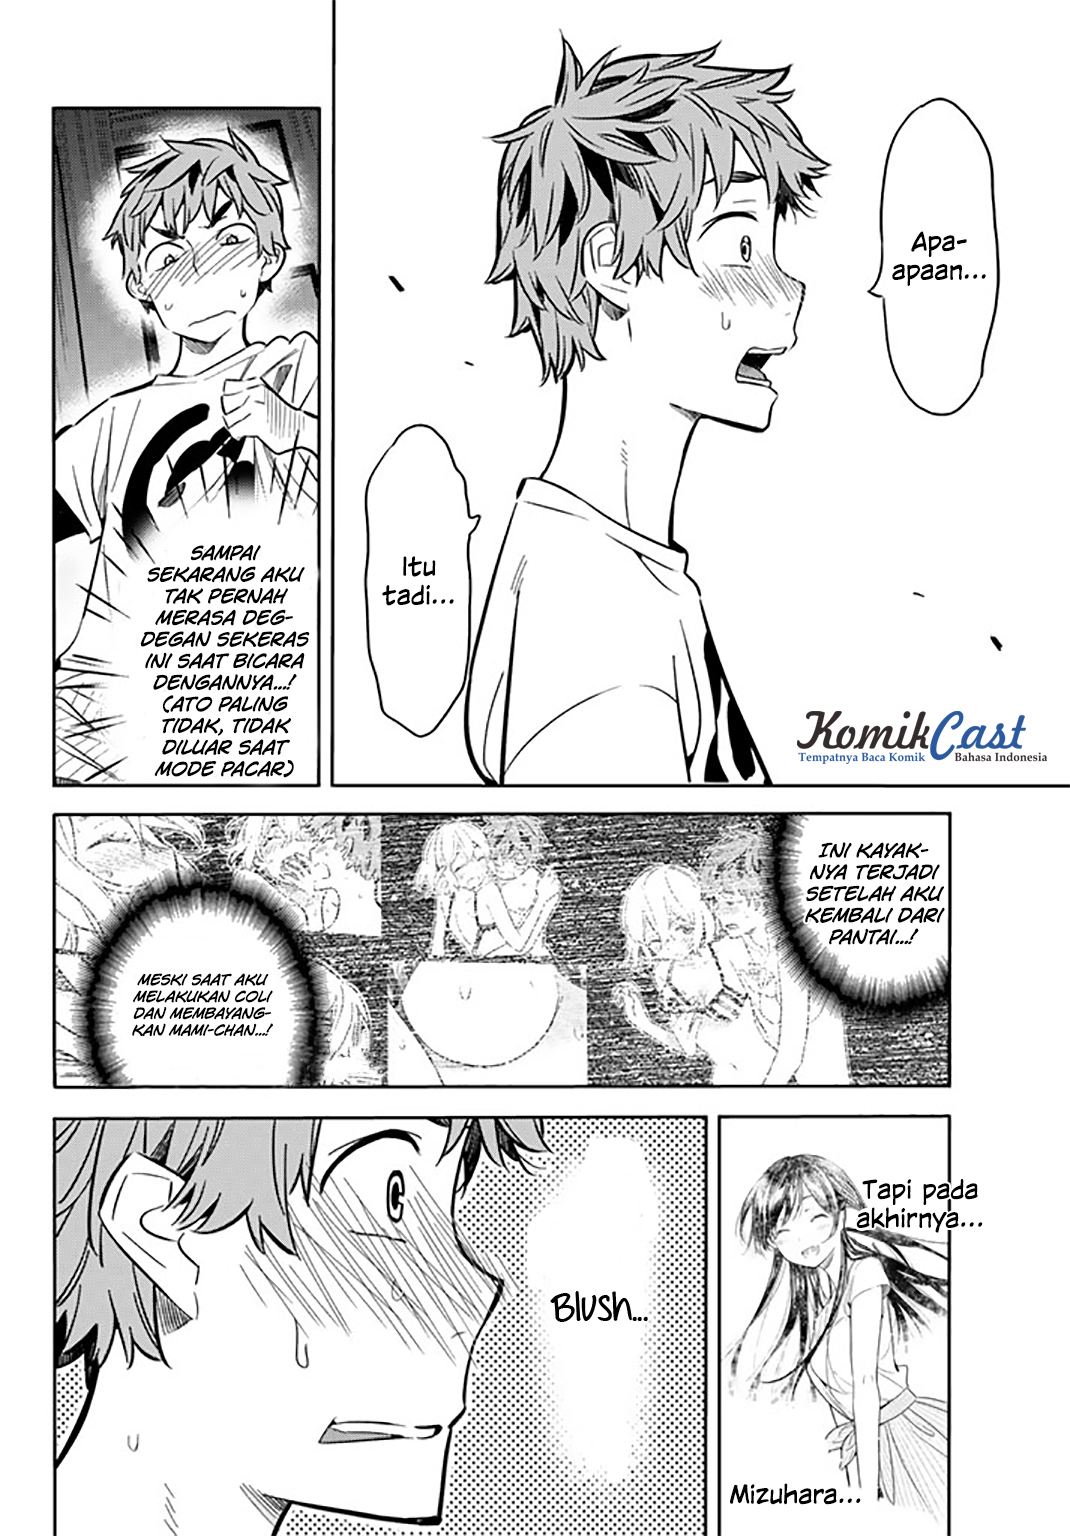 Apa-
apaan...
Itu
tadi...
SAMPAI
SEKARANG AKU
TAK PERNAH
MERASA DEG-
DEGAN SEKERAS
INI SAAT BICARA
DENGANNYA...!
(ATO PALING
TIDAK, TIDAK
DILUAR SAAT
MODE PACAR)
KomikCast
Tempatnya Baca Komik Bahasa Indonesia
INI KAYAK-
NYA TERJADI
SETELAH AKU
KEMBALI DARI
PANTAI...!
MESKI SAAT AKU
MELAKUKAN COLI
DAN MEMBAYANG-
KAN MAMI-CHAN...!
Tapi pada
akhirnya...
Mizuhara...
Blush...